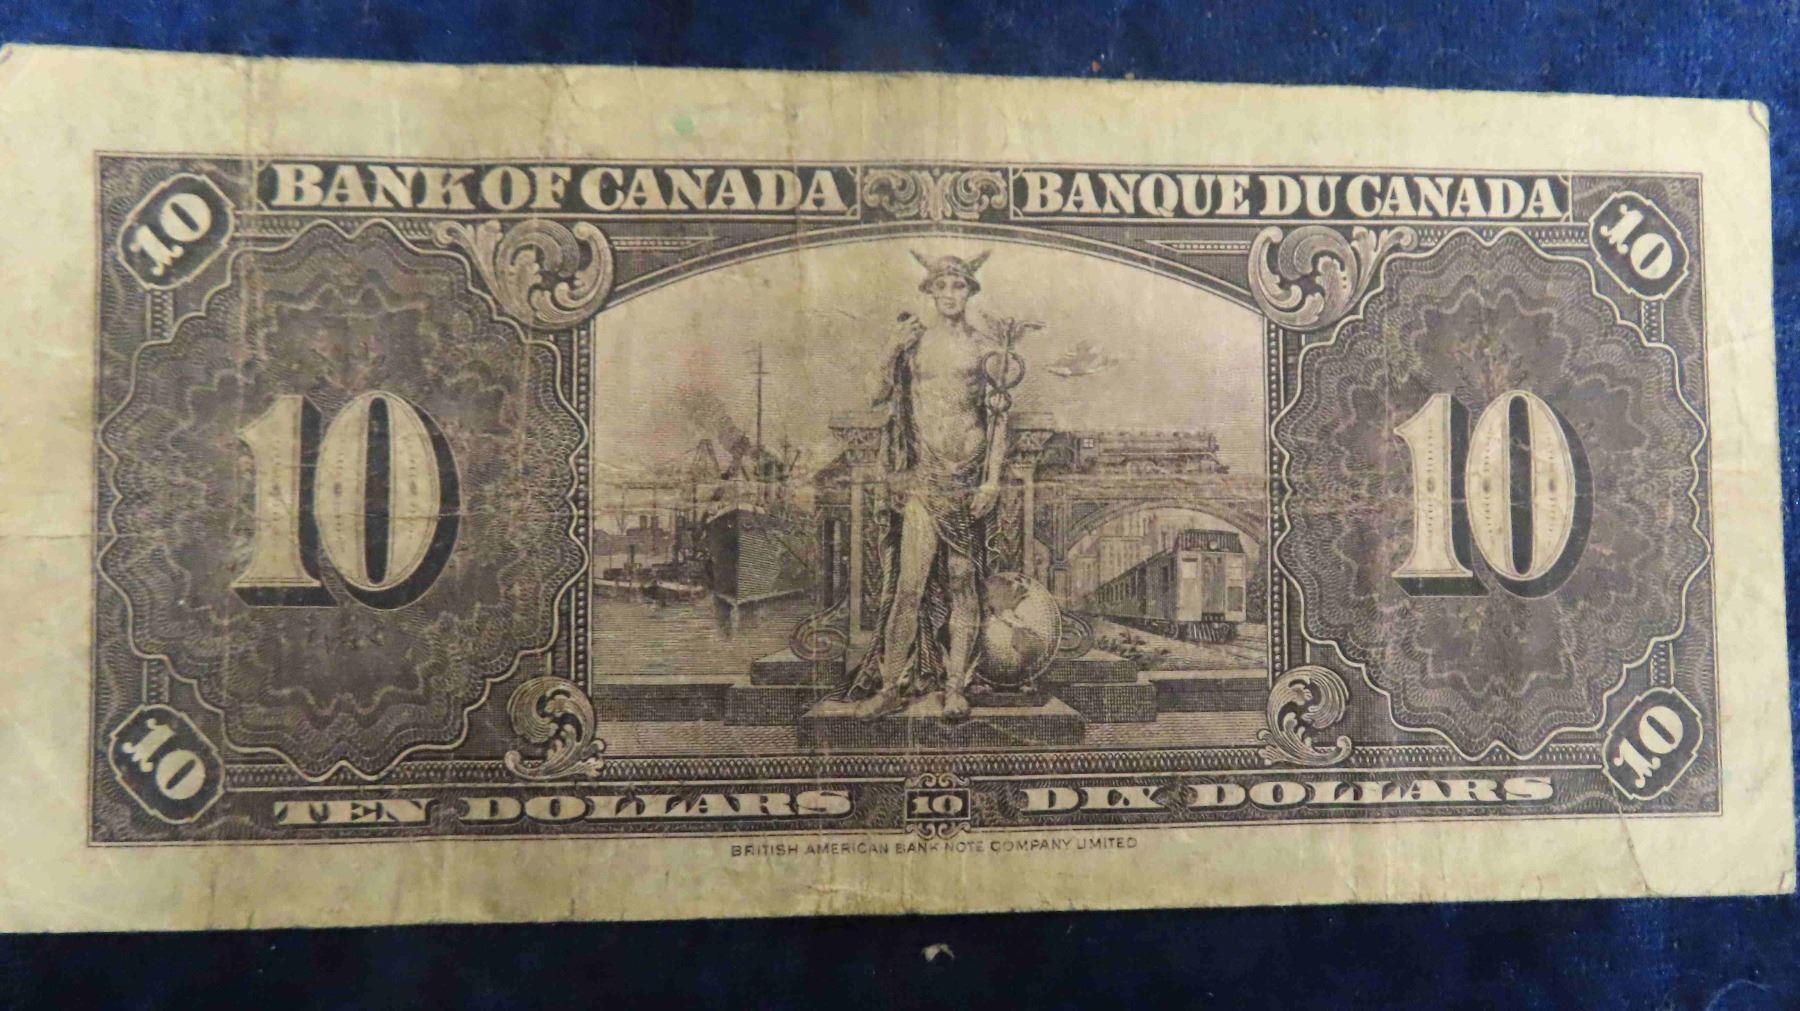 BANK OF CANADA BANQUE DU CANADA
10 10
10 10
10 10
TEN DOLLARS 10 DIX DOLLARS
BRITISH AMERICAN BANK NOTE COMPANY LIMITED